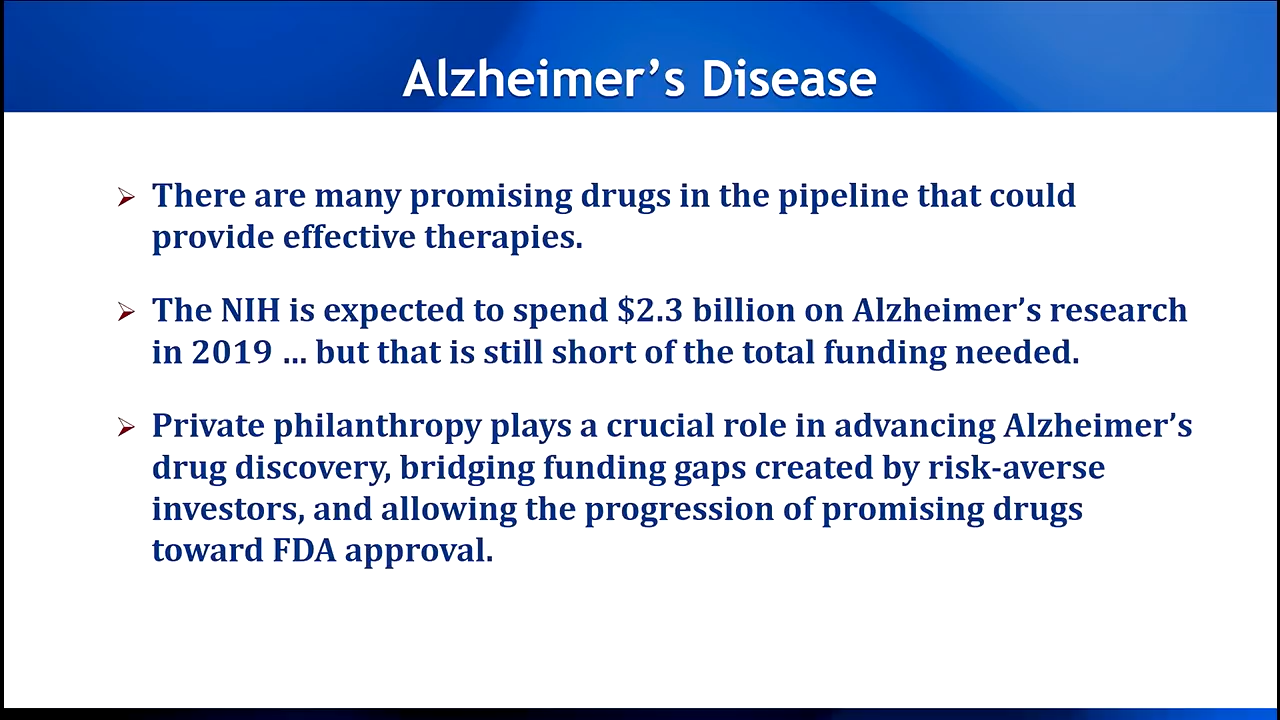 Alzheimer’s Disease
There are many promising drugs in the pipeline that could
provide effective therapies.
The NIH is expected to spend $2.3 billion on Alzheimer’s research
in 2019 … but that is still short of the total funding needed.
Private philanthropy plays a crucial role in advancing Alzheimer’s
drug discovery, bridging funding gaps created by risk-averse
investors, and allowing the progression of promising drugs
toward FDA approval.